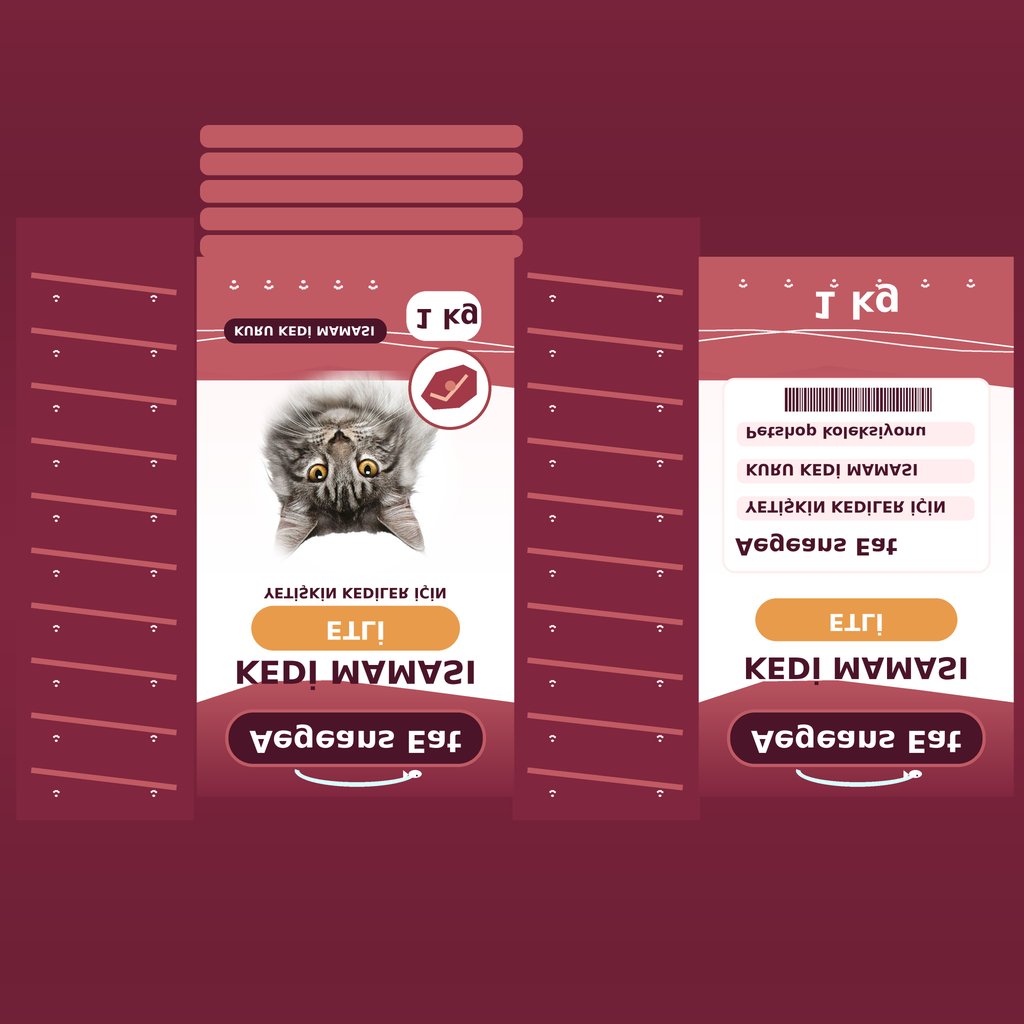 Aegeans Eat
KEDİ MAMASI
ETLİ
YETİŞKİN KEDİLER İÇİN
KURU KEDİ MAMASI
1 kg
Aegeans Eat
KEDİ MAMASI
ETLİ
Aegeans Eat
YETİŞKİN KEDİLER İÇİN
KURU KEDİ MAMASI
Petshop koleksiyonu
1 kg